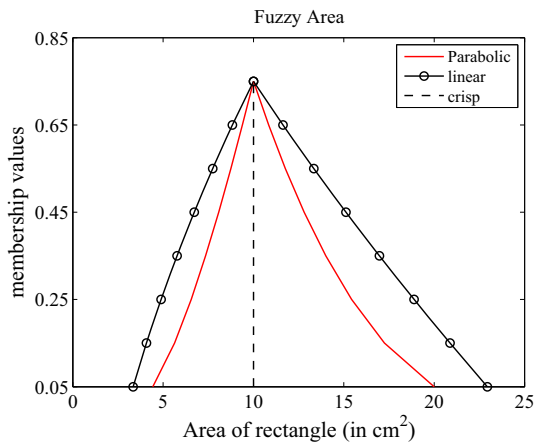 Fuzzy Area
0.85
0.65
0.45
0.25
0.05
membership values
Parabolic
linear
crisp
0 5 10 15 20 25
Area of rectangle (in cm²)